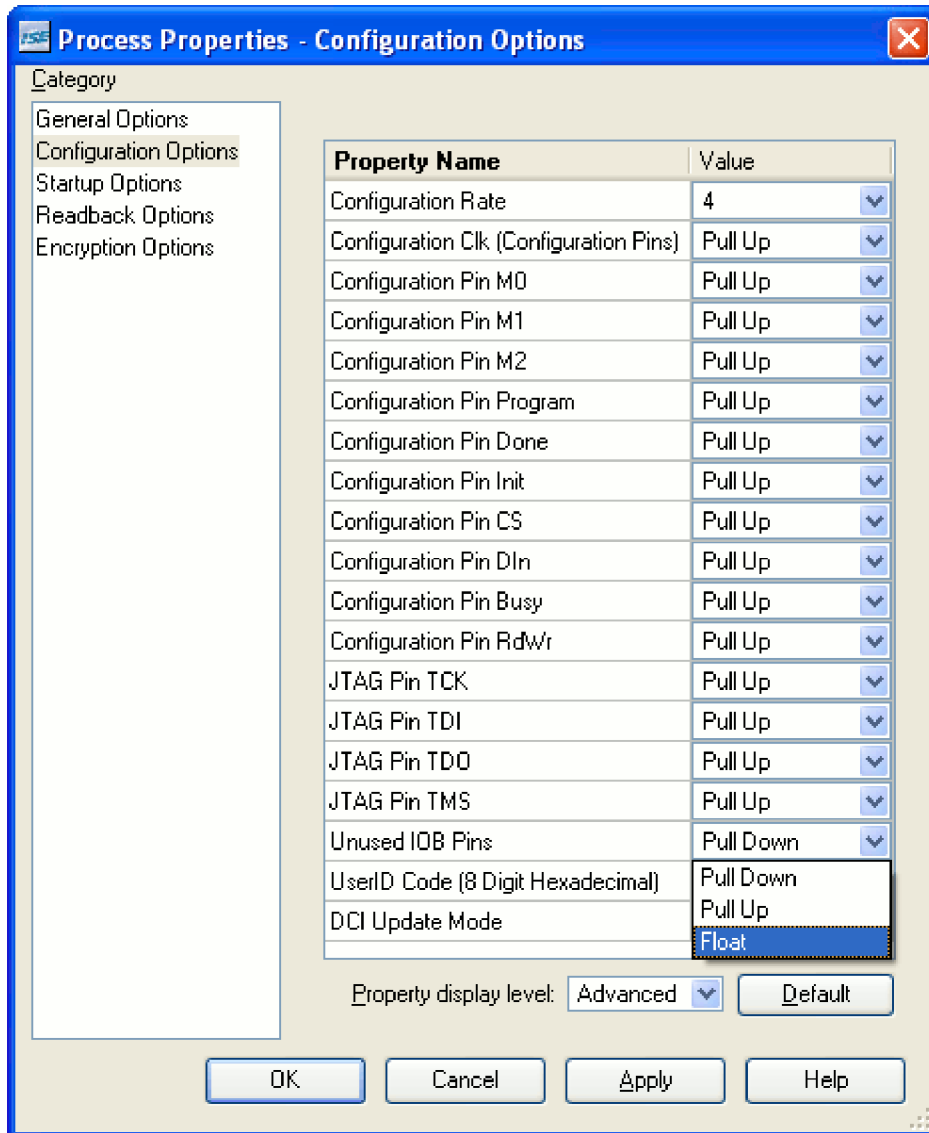 ISE Process Properties - Configuration Options
Category
General Options
Configuration Options
Startup Options
Readback Options
Encryption Options
Property Name Value
Configuration Rate 4
Configuration Clk (Configuration Pins) Pull Up
Configuration Pin M0 Pull Up
Configuration Pin M1 Pull Up
Configuration Pin M2 Pull Up
Configuration Pin Program Pull Up
Configuration Pin Done Pull Up
Configuration Pin Init Pull Up
Configuration Pin CS Pull Up
Configuration Pin DIn Pull Up
Configuration Pin Busy Pull Up
Configuration Pin RdWr Pull Up
JTAG Pin TCK Pull Up
JTAG Pin TDI Pull Up
JTAG Pin TDO Pull Up
JTAG Pin TMS Pull Up
Unused IOB Pins Pull Down
UserID Code (8 Digit Hexadecimal) Pull Down
Pull Up
DCI Update Mode
Float
Property display level: Advanced Default
OK Cancel Apply Help